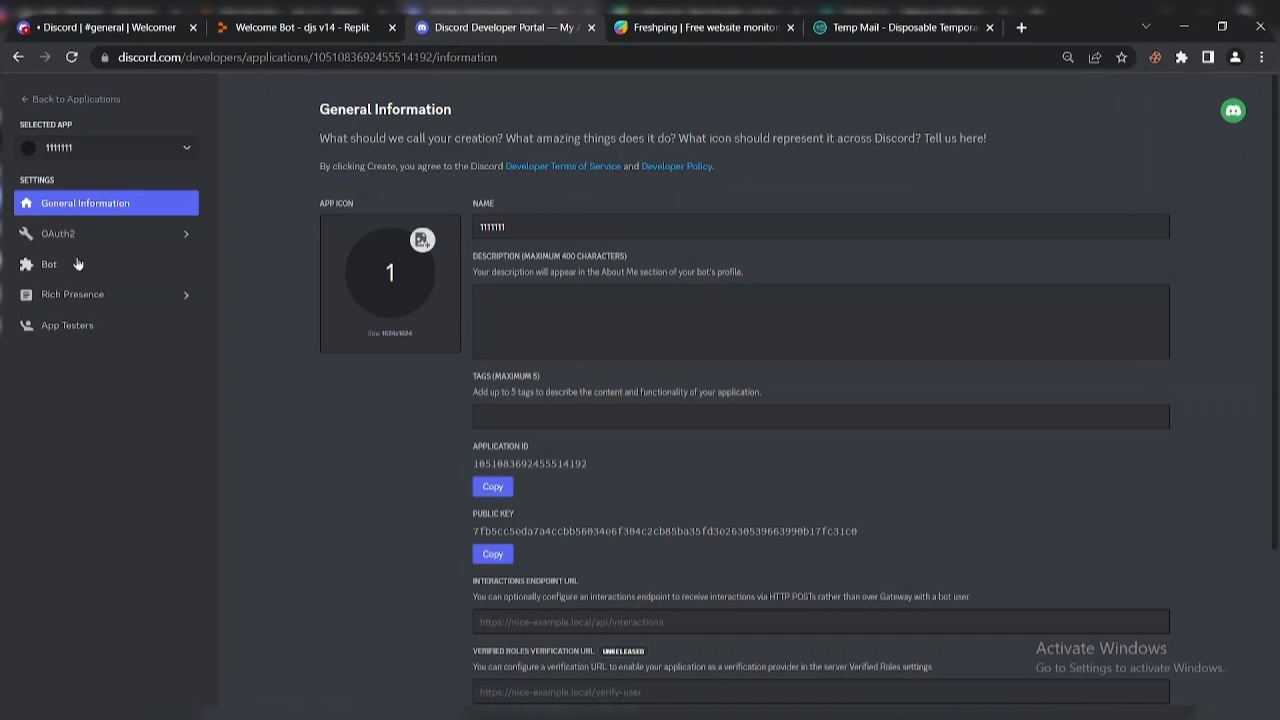 • Discord | #general | Welcomer
Welcome Bot - djs v14 - Replit
Discord Developer Portal — My A
Freshping | Free website monitor
Temp Mail - Disposable Tempora
discord.com/developers/applications/1051083692455514192/information
← Back to Applications
SELECTED APP
1111111
SETTINGS
General Information
OAuth2
Bot
Rich Presence
App Testers
General Information
What should we call your creation? What amazing things does it do? What icon should represent it across Discord? Tell us here!
By clicking Create, you agree to the Discord Developer Terms of Service and Developer Policy.
APP ICON
1
Size: 1024x1024
NAME
1111111
DESCRIPTION (MAXIMUM 400 CHARACTERS)
Your description will appear in the About Me section of your bot's profile.
TAGS (MAXIMUM 5)
Add up to 5 tags to describe the content and functionality of your application.
APPLICATION ID
1051083692455514192
Copy
PUBLIC KEY
7fb5cc5eda7a4ccbb56034e6f304c2cb85ba35fd3e2630539663990b17fc31c0
Copy
INTERACTIONS ENDPOINT URL
You can optionally configure an interactions endpoint to receive interactions via HTTP POSTs rather than over Gateway with a bot user.
https://nice-example.local/api/interactions
VERIFIED ROLES VERIFICATION URL UNRELEASED
You can configure a verification URL to enable your application as a verification provider in the server Verified Roles settings
https://nice-example.local/verify-user
Activate Windows
Go to Settings to activate Windows.